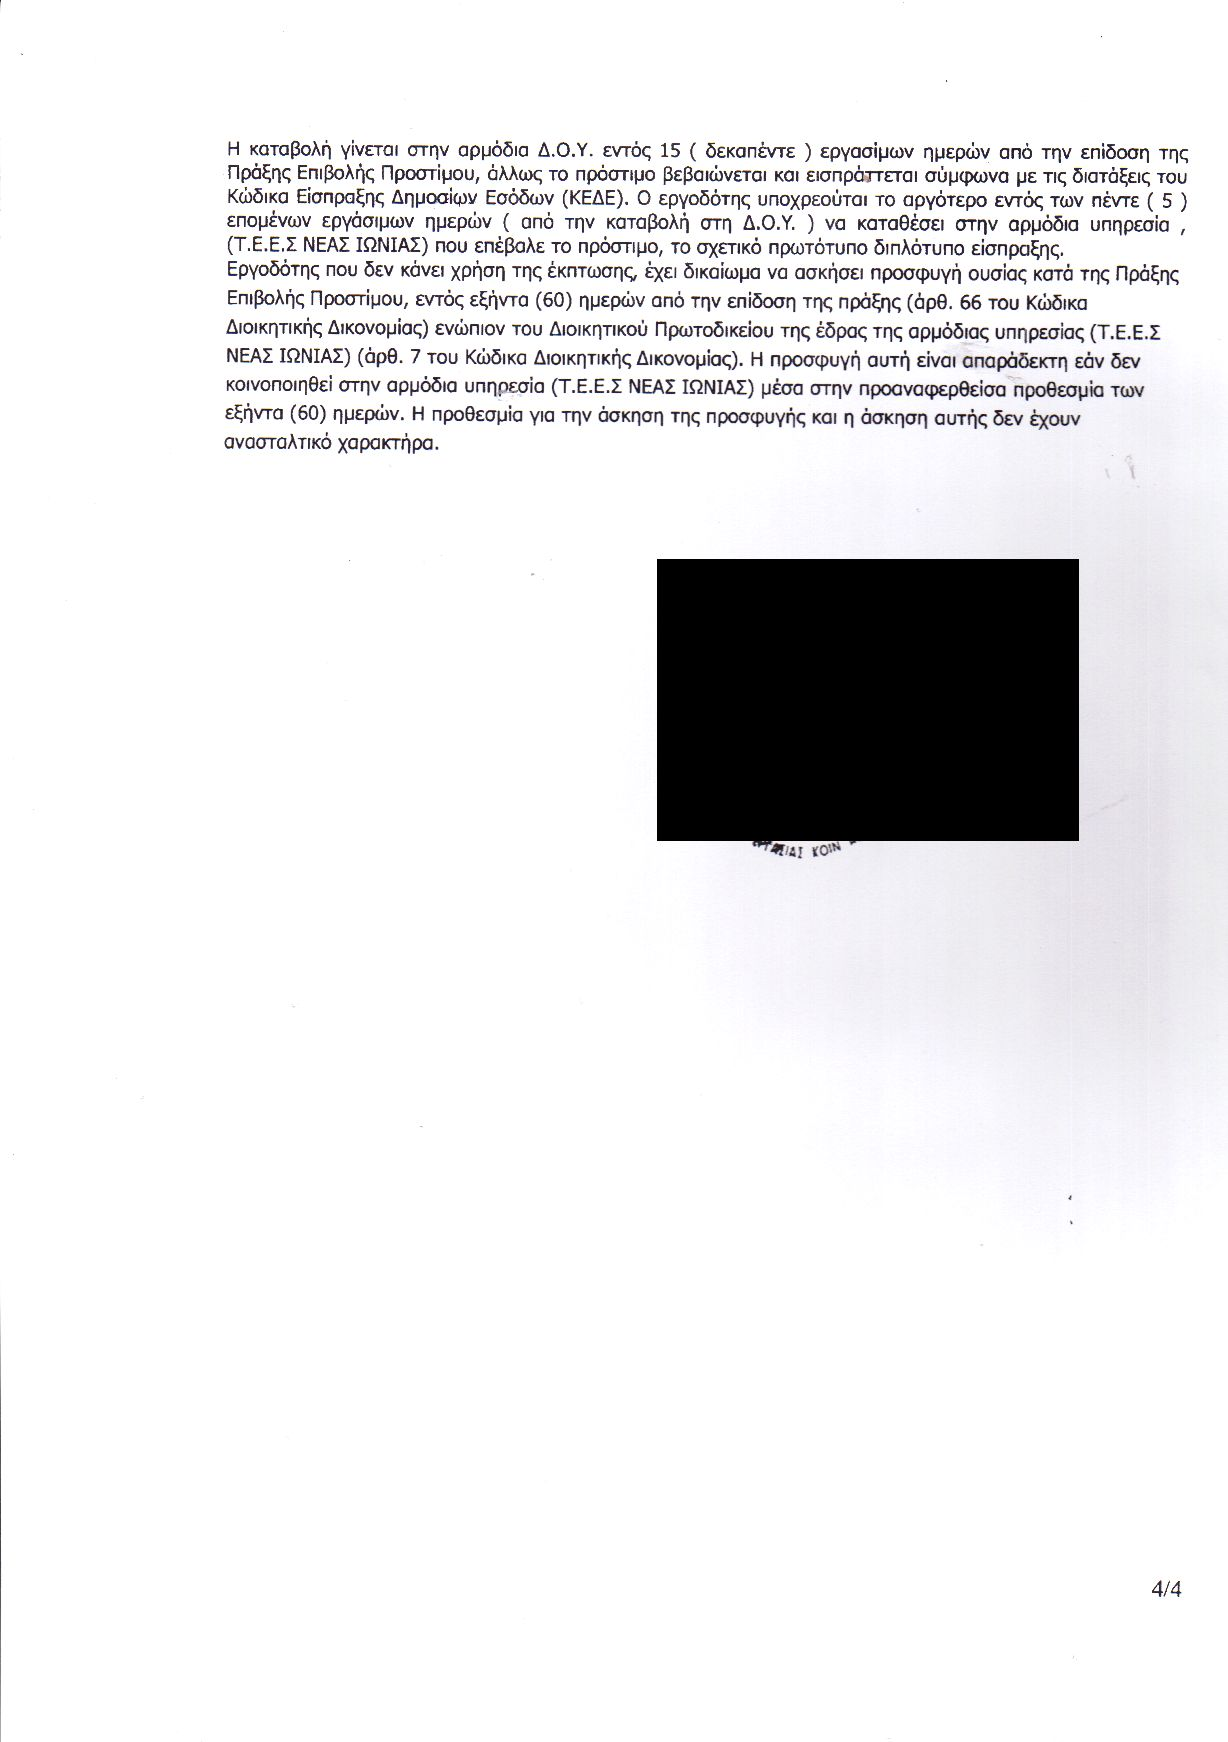 Η καταβολή γίνεται στην αρμόδια Δ.Ο.Υ. εντός 15 ( δεκαπέντε ) εργασίμων ημερών από την επίδοση της
Πράξης Επιβολής Προστίμου, άλλως το πρόστιμο βεβαιώνεται και εισπράττεται σύμφωνα με τις διατάξεις του
Κώδικα Είσπραξης Δημοσίων Εσόδων (ΚΕΔΕ). Ο εργοδότης υποχρεούται το αργότερο εντός των πέντε ( 5 )
επομένων εργάσιμων ημερών ( από την καταβολή στη Δ.Ο.Υ. ) να καταθέσει στην αρμόδια υπηρεσία ,
(Τ.Ε.Ε.Σ ΝΕΑΣ ΙΩΝΙΑΣ) που επέβαλε το πρόστιμο, το σχετικό πρωτότυπο διπλότυπο είσπραξης.
Εργοδότης που δεν κάνει χρήση της έκπτωσης, έχει δικαίωμα να ασκήσει προσφυγή ουσίας κατά της Πράξης
Επιβολής Προστίμου, εντός εξήντα (60) ημερών από την επίδοση της πράξης (άρθ. 66 του Κώδικα
Διοικητικής Δικονομίας) ενώπιον του Διοικητικού Πρωτοδικείου της έδρας της αρμόδιας υπηρεσίας (Τ.Ε.Ε.Σ
ΝΕΑΣ ΙΩΝΙΑΣ) (άρθ. 7 του Κώδικα Διοικητικής Δικονομίας). Η προσφυγή αυτή είναι απαράδεκτη εάν δεν
κοινοποιηθεί στην αρμόδια υπηρεσία (Τ.Ε.Ε.Σ ΝΕΑΣ ΙΩΝΙΑΣ) μέσα στην προαναφερθείσα προθεσμία των
εξήντα (60) ημερών. Η προθεσμία για την άσκηση της προσφυγής και η άσκηση αυτής δεν έχουν
ανασταλτικό χαρακτήρα.
ΚΟΙΝ
4/4